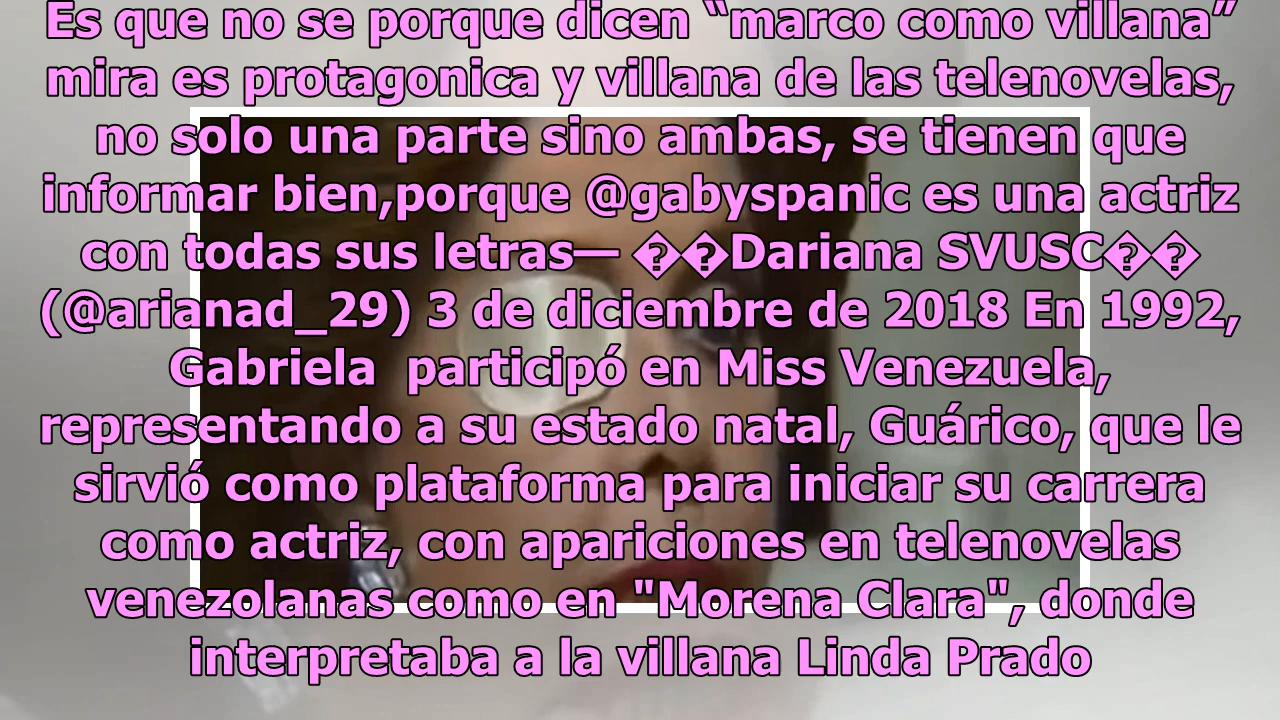 Es que no se porque dicen “marco como villana”
mira es protagonica y villana de las telenovelas,
no solo una parte sino ambas, se tienen que
informar bien,porque @gabyspanic es una actriz
con todas sus letras— ��Dariana SVUSC��
(@arianad_29) 3 de diciembre de 2018 En 1992,
Gabriela  participó en Miss Venezuela,
representando a su estado natal, Guárico, que le
sirvió como plataforma para iniciar su carrera
como actriz, con apariciones en telenovelas
venezolanas como en "Morena Clara", donde
interpretaba a la villana Linda Prado